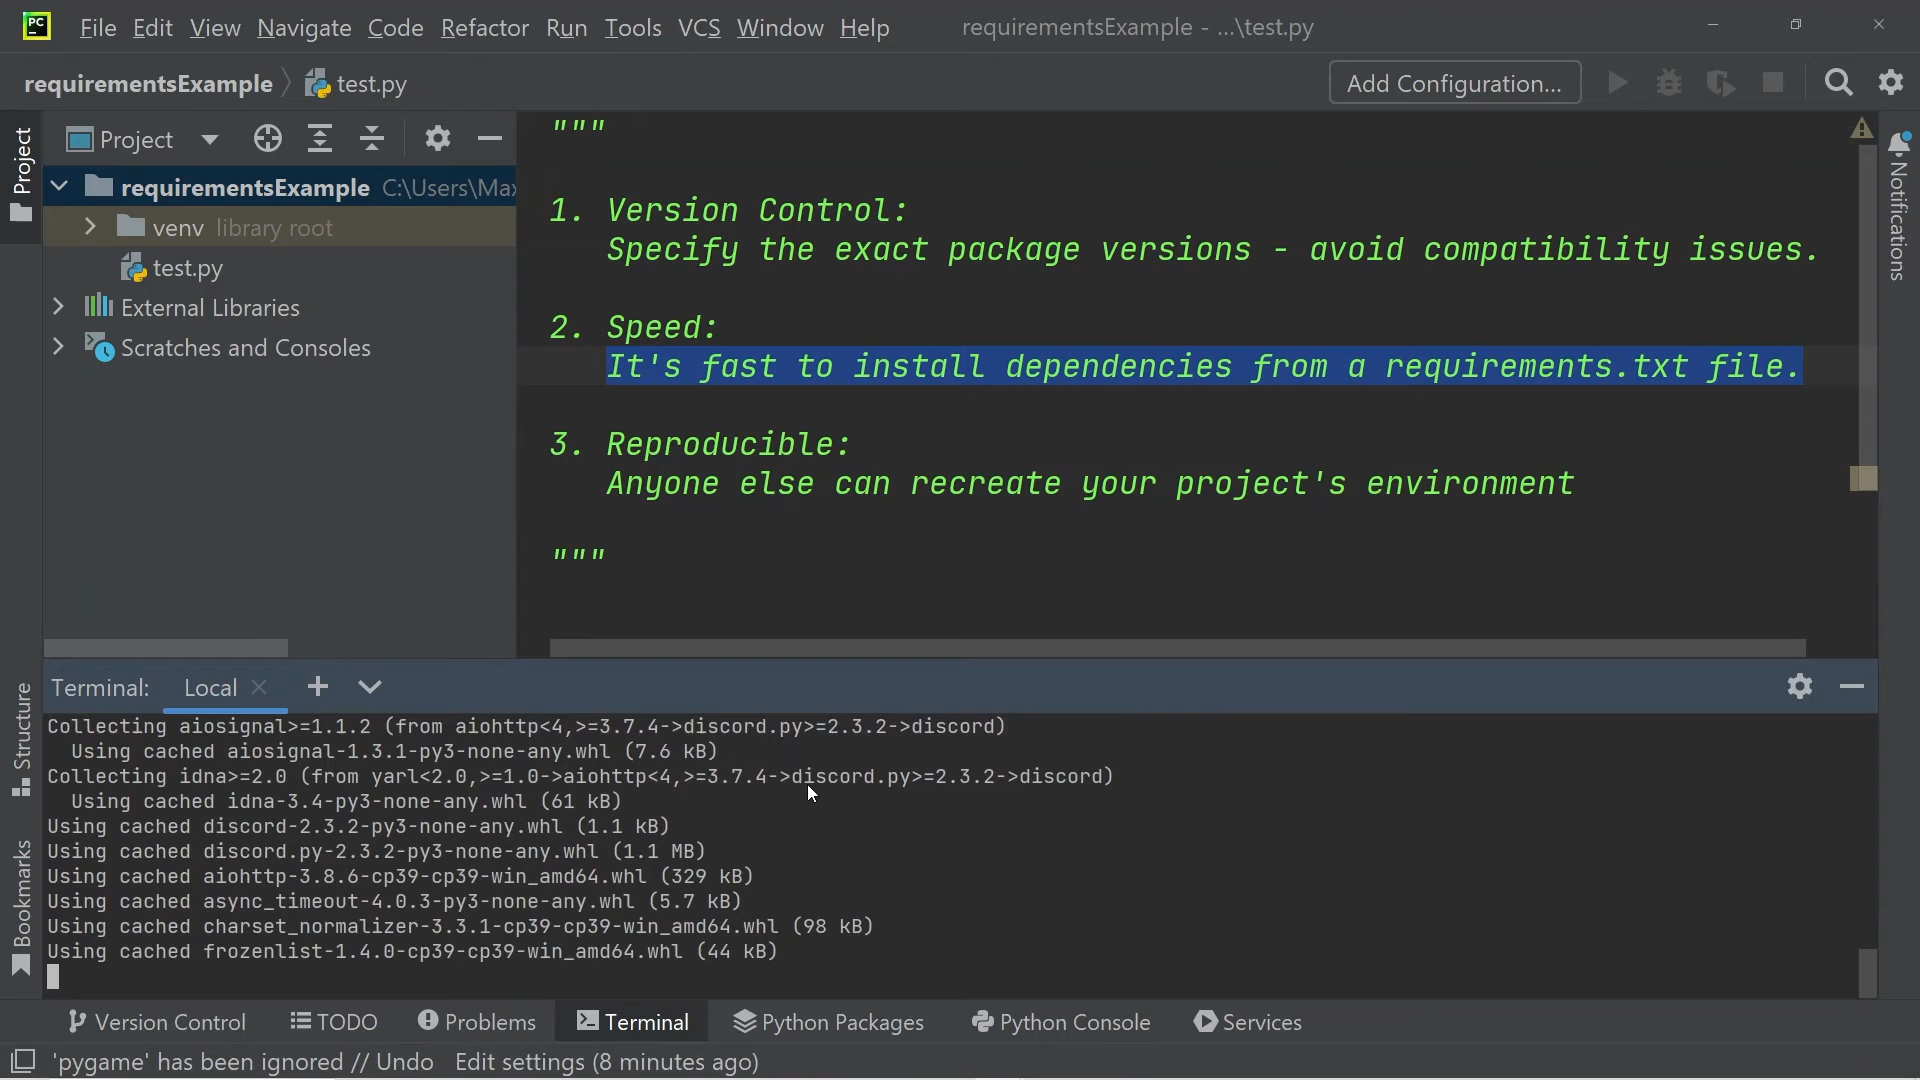 PC
File Edit View Navigate Code Refactor Run Tools VCS Window Help requirementsExample - ...\test.py
requirementsExample test.py Add Configuration...
Project
Project
requirementsExample C:\Users\Max
venv library root
test.py
External Libraries
Scratches and Consoles
"""
1. Version Control:
Specify the exact package versions - avoid compatibility issues.
2. Speed:
It's fast to install dependencies from a requirements.txt file.
3. Reproducible:
Anyone else can recreate your project's environment
"""
Notifications
Structure
Bookmarks
Terminal: Local
Collecting aiosignal>=1.1.2 (from aiohttp<4,>=3.7.4->discord.py>=2.3.2->discord)
Using cached aiosignal-1.3.1-py3-none-any.whl (7.6 kB)
Collecting idna>=2.0 (from yarl<2.0,>=1.0->aiohttp<4,>=3.7.4->discord.py>=2.3.2->discord)
Using cached idna-3.4-py3-none-any.whl (61 kB)
Using cached discord-2.3.2-py3-none-any.whl (1.1 kB)
Using cached discord.py-2.3.2-py3-none-any.whl (1.1 MB)
Using cached aiohttp-3.8.6-cp39-cp39-win_amd64.whl (329 kB)
Using cached async_timeout-4.0.3-py3-none-any.whl (5.7 kB)
Using cached charset_normalizer-3.3.1-cp39-cp39-win_amd64.whl (98 kB)
Using cached frozenlist-1.4.0-cp39-cp39-win_amd64.whl (44 kB)
Version Control TODO Problems Terminal Python Packages Python Console Services
'pygame' has been ignored // Undo Edit settings (8 minutes ago)